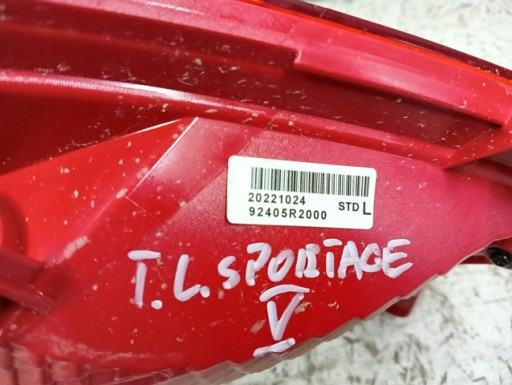 20221024 STD L
92405R2000
T.L. SPORTAGE
V